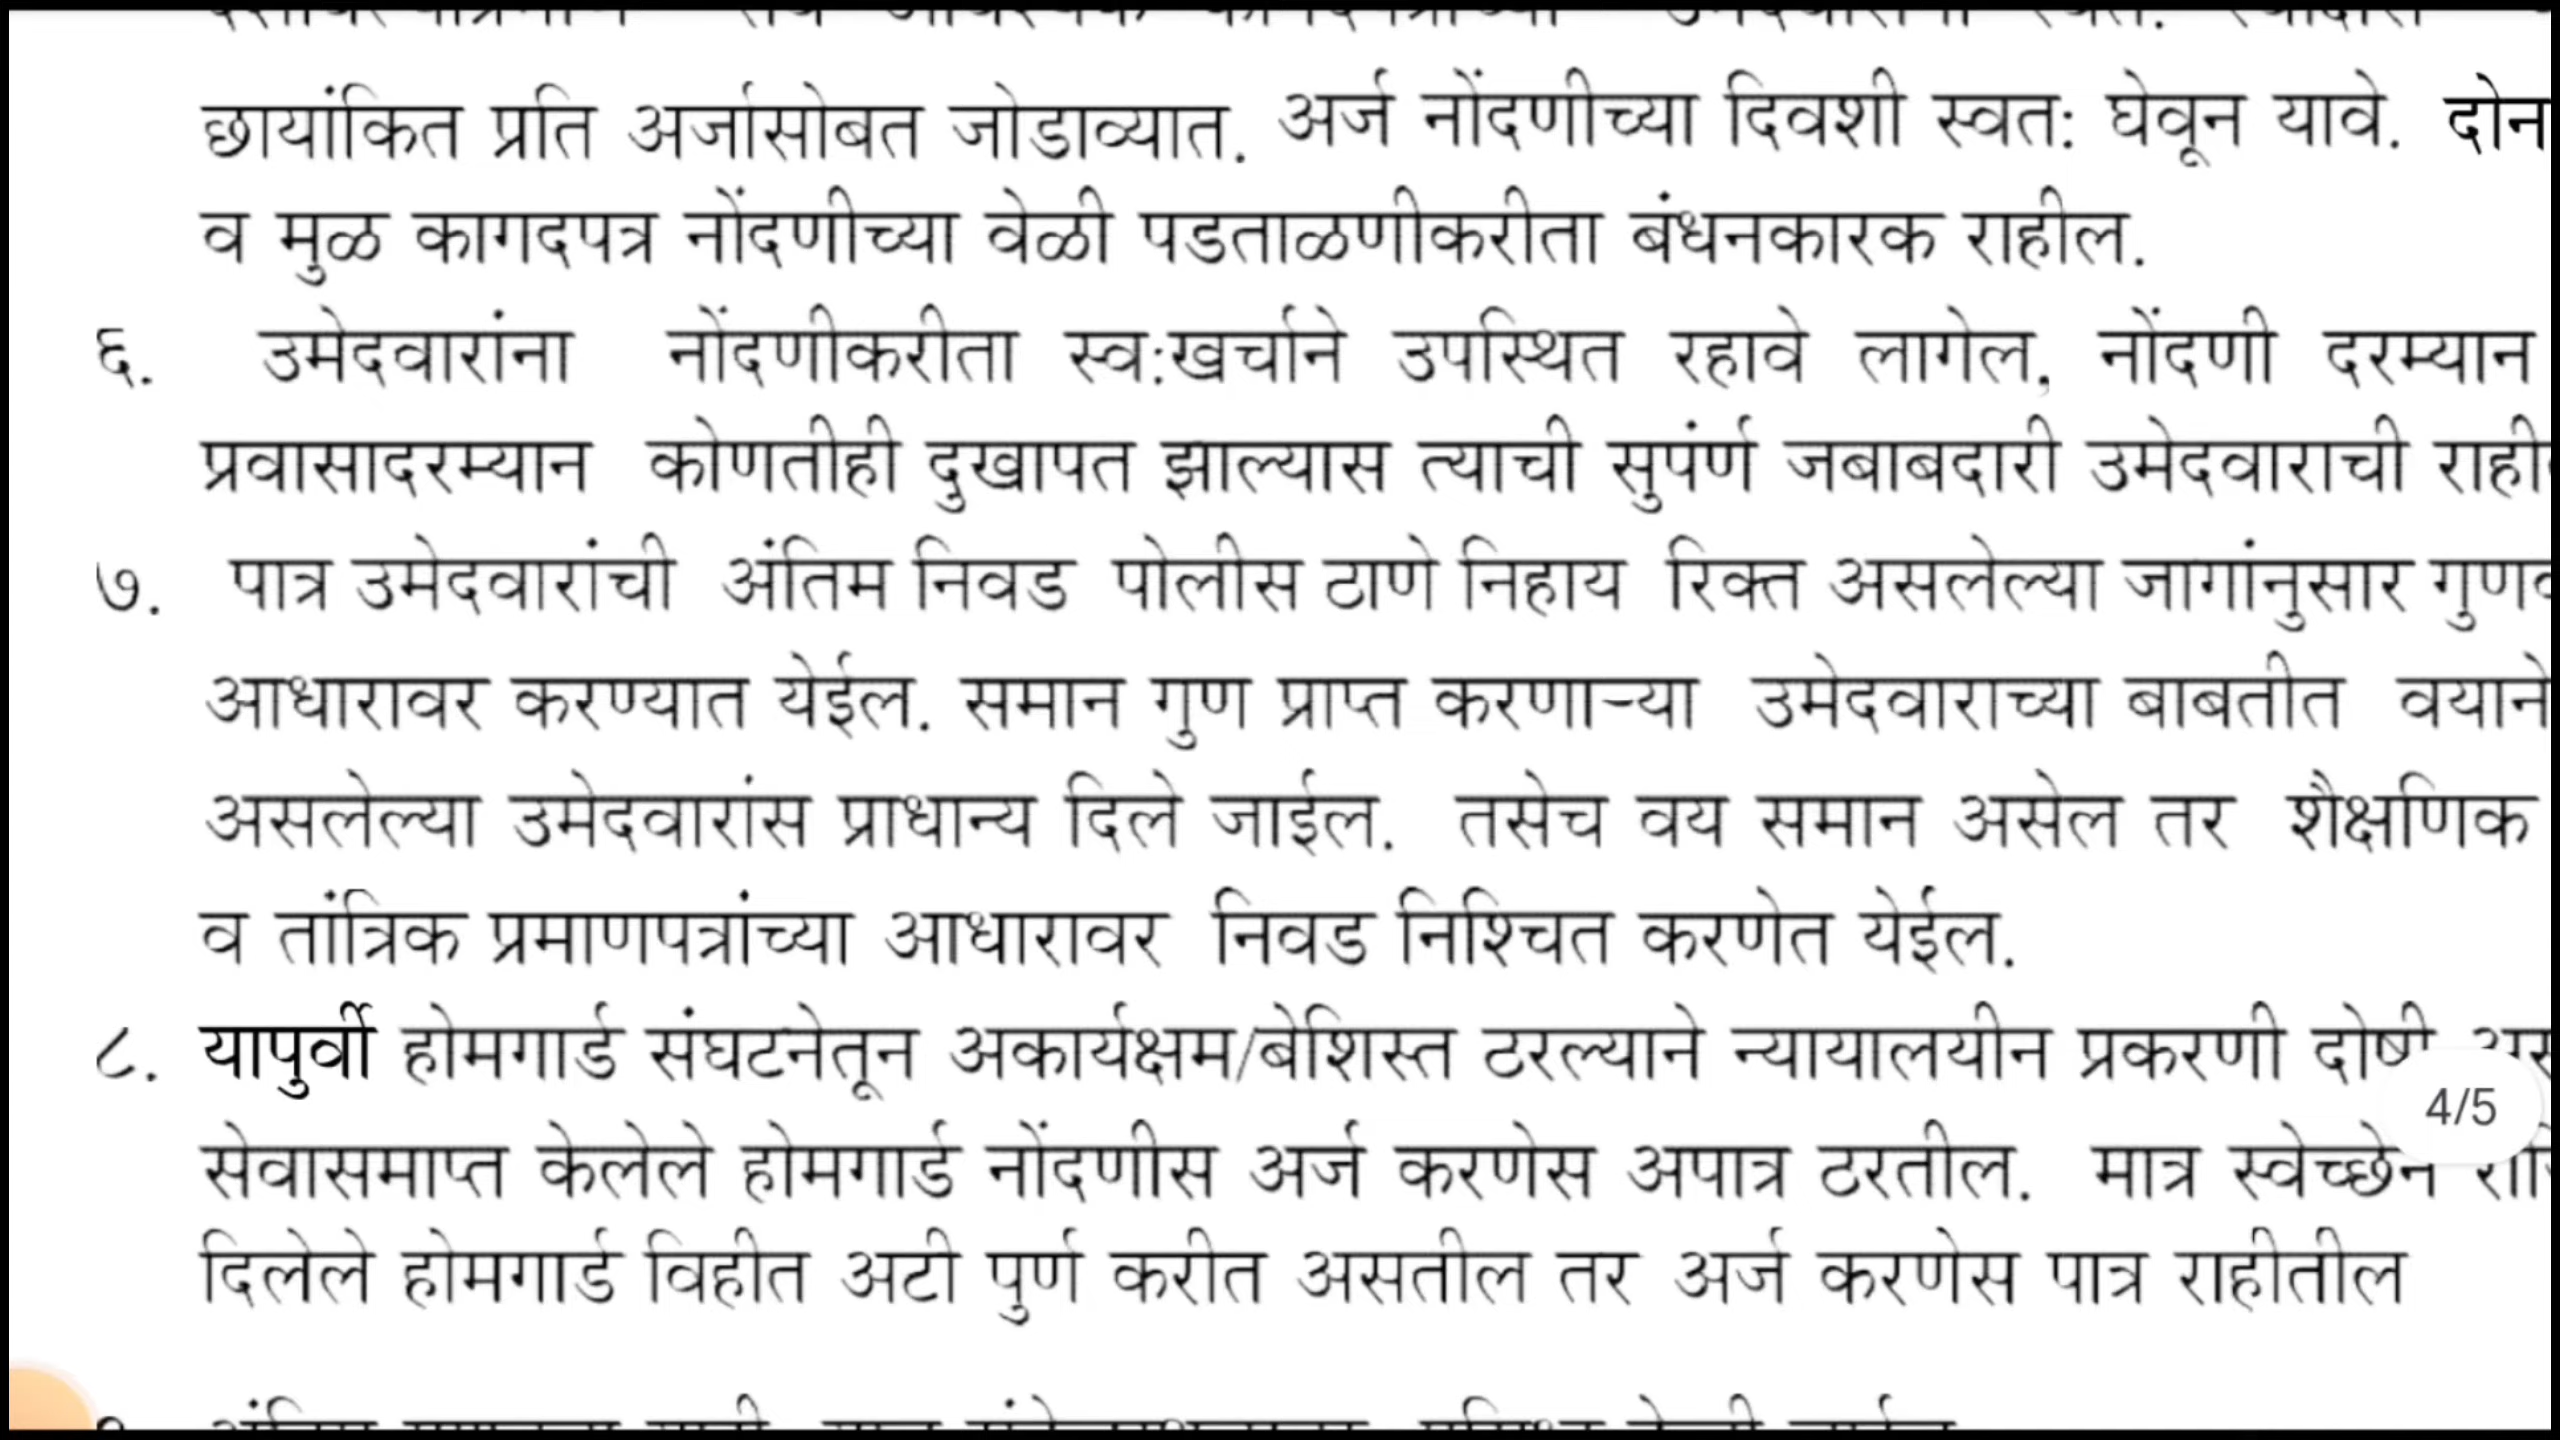 छायांकित प्रति अर्जासोबत जोडाव्यात. अर्ज नोंदणीच्या दिवशी स्वत: घेवून यावे. दोन
व मुळ कागदपत्र नोंदणीच्या वेळी पडताळणीकरीता बंधनकारक राहील.
६. उमेदवारांना नोंदणीकरीता स्व:खर्चाने उपस्थित रहावे लागेल, नोंदणी दरम्यान
प्रवासादरम्यान कोणतीही दुखापत झाल्यास त्याची सुपंर्ण जबाबदारी उमेदवाराची
७. पात्र उमेदवारांची अंतिम निवड पोलीस ठाणे निहाय रिक्त असलेल्या जागांनुसार
आधारावर करण्यात येईल. समान गुण प्राप्त करणाऱ्या उमेदवाराच्या बाबतीत वयाने
असलेल्या उमेदवारांस प्राधान्य दिले जाईल. तसेच वय समान असेल तर शैक्षणिक
व तांत्रिक प्रमाणपत्रांच्या आधारावर निवड निश्चित करणेत येईल.
८. यापुर्वी होमगार्ड संघटनेतून अकार्यक्षम/बेशिस्त ठरल्याने न्यायालयीन प्रकरणी दोषी
4/5
सेवासमाप्त केलेले होमगार्ड नोंदणीस अर्ज करणेस अपात्र ठरतील. मात्र स्वेच्छेने
दिलेले होमगार्ड विहीत अटी पुर्ण करीत असतील तर अर्ज करणेस पात्र राहीतील